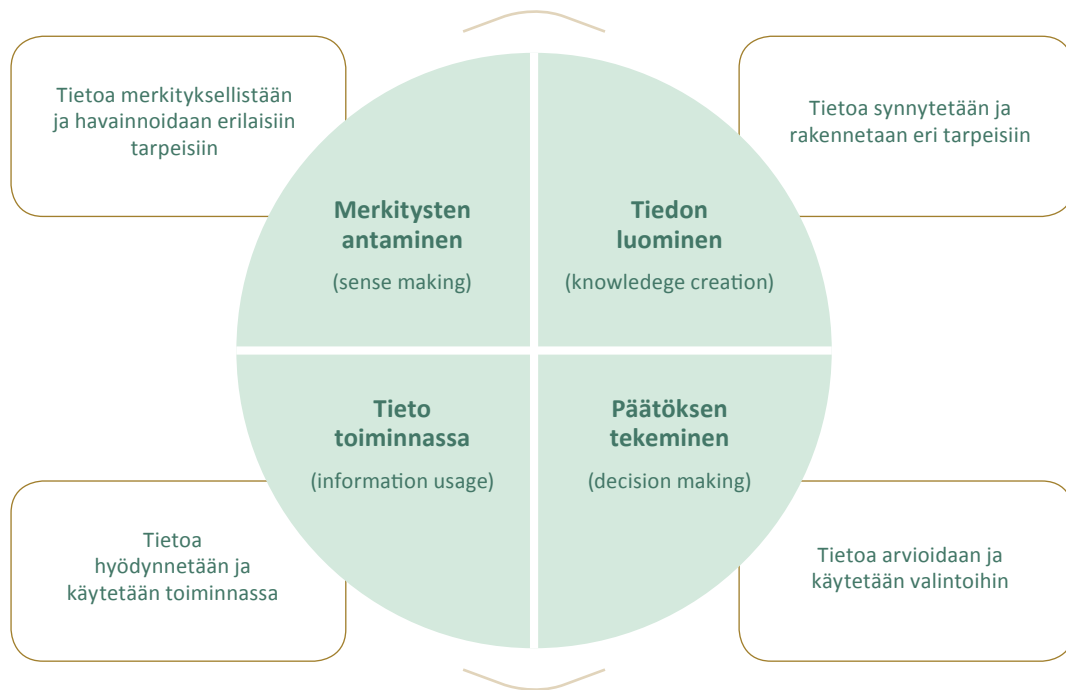 Tietoa merkityksellistään
ja havainnoidaan erilaisiin
tarpeisiin
Tietoa synnytetään ja
rakennetaan eri tarpeisiin
Merkitysten
antaminen
(sense making)
Tiedon
luominen
(knowledege creation)
Tieto
toiminnassa
(information usage)
Päätöksen
tekeminen
(decision making)
Tietoa
hyödynnetään ja
käytetään toiminnassa
Tietoa arvioidaan ja
käytetään valintoihin